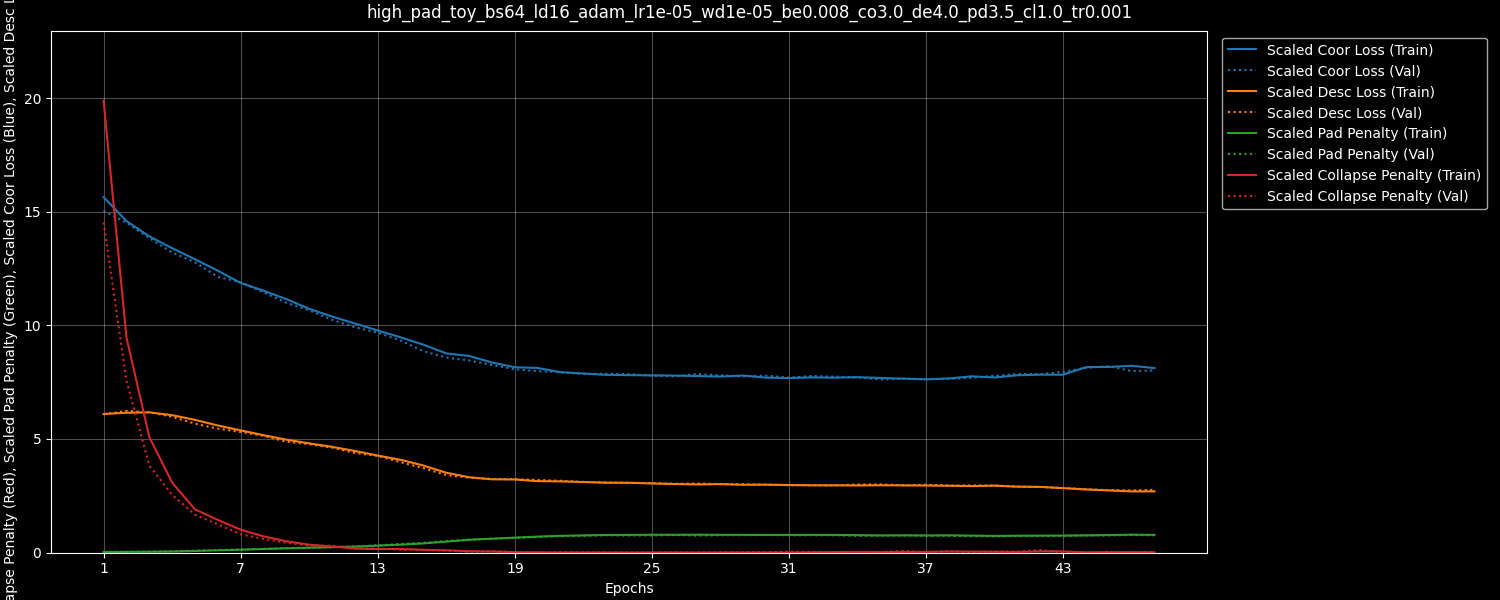 high_pad_toy_bs64_ld16_adam_lr1e-05_wd1e-05_be0.008_co3.0_de4.0_pd3.5_cl1.0_tr0.001
Penalty (Red), Scaled Pad Penalty (Green), Scaled Coor Loss (Blue), Scaled Desc
20
15
10
5
0
1 7 13 19 25 31 37 43
Epochs
Scaled Coor Loss (Train)
Scaled Coor Loss (Val)
Scaled Desc Loss (Train)
Scaled Desc Loss (Val)
Scaled Pad Penalty (Train)
Scaled Pad Penalty (Val)
Scaled Collapse Penalty (Train)
Scaled Collapse Penalty (Val)